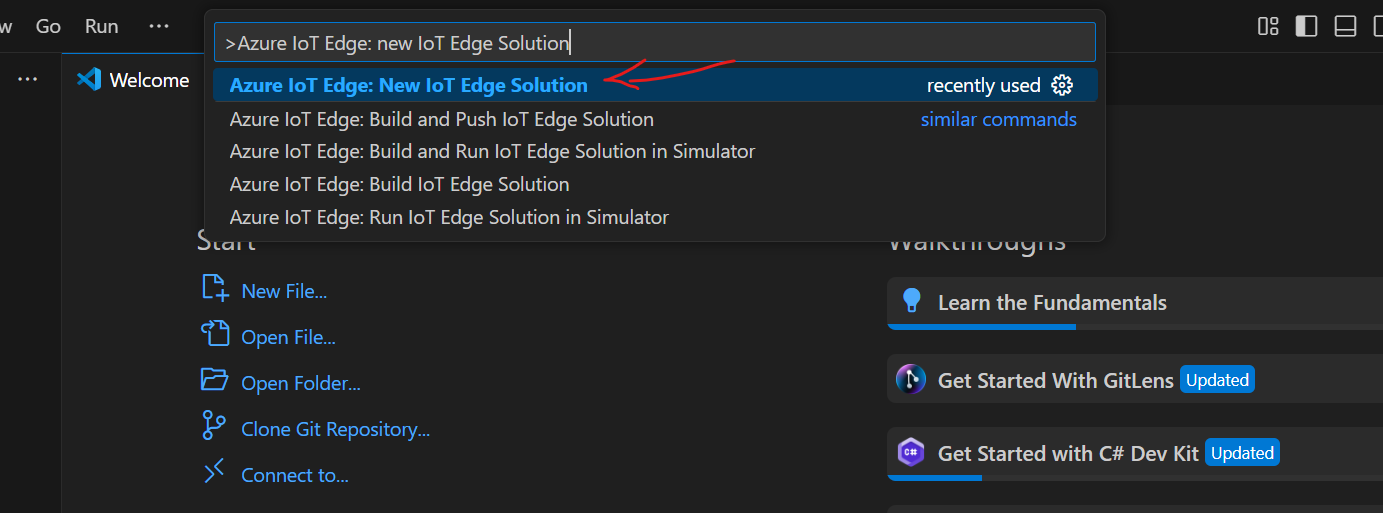 w Go Run ···
>Azure IoT Edge: new IoT Edge Solution
··· Welcome
Azure IoT Edge: New IoT Edge Solution recently used
Azure IoT Edge: Build and Push IoT Edge Solution similar commands
Azure IoT Edge: Build and Run IoT Edge Solution in Simulator
Azure IoT Edge: Build IoT Edge Solution
Azure IoT Edge: Run IoT Edge Solution in Simulator
Start
New File...
Open File...
Open Folder...
Clone Git Repository...
Connect to...
Walkthroughs
Learn the Fundamentals
Get Started With GitLens Updated
C# Get Started with C# Dev Kit Updated